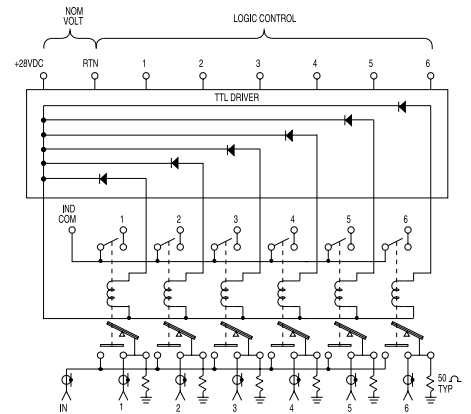 NOM
VOLT
LOGIC CONTROL
+28VDC RTN 1 2 3 4 5 6
TTL DRIVER
IND
COM
1 2 3 4 5 6
50 Ω
TYP
IN 1 2 3 4 5 6